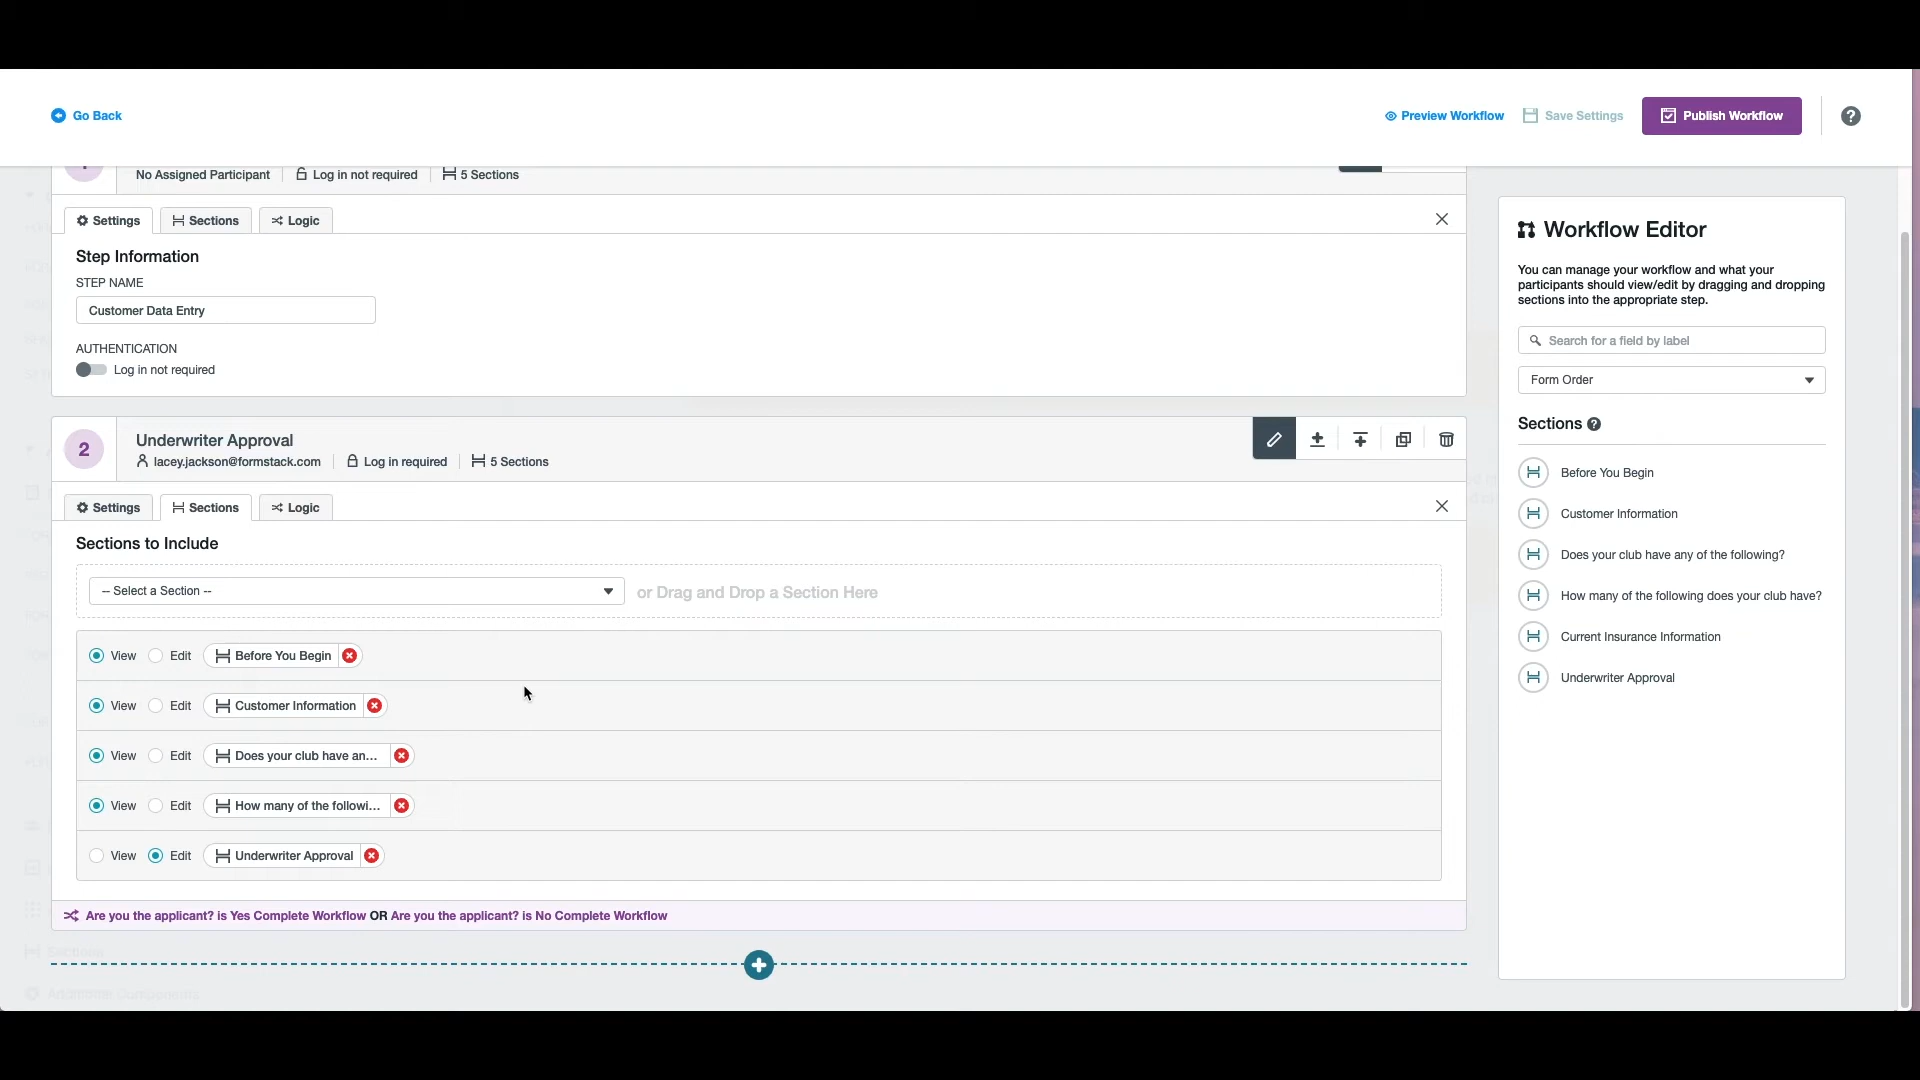 Go Back
Preview Workflow
Save Settings
Publish Workflow
?
No Assigned Participant
Log in not required
5 Sections
Settings
Sections
Logic
Step Information
STEP NAME
Customer Data Entry
AUTHENTICATION
Log in not required
2
Underwriter Approval
lacey.jackson@formstack.com
Log in required
5 Sections
Settings
Sections
Logic
Sections to Include
-- Select a Section --
or Drag and Drop a Section Here
View Edit Before You Begin
View Edit Customer Information
View Edit Does your club have an...
View Edit How many of the followi...
View Edit Underwriter Approval
Are you the applicant? is Yes Complete Workflow OR Are you the applicant? is No Complete Workflow
Sections
Additional Components
Workflow Editor
You can manage your workflow and what your
participants should view/edit by dragging and dropping
sections into the appropriate step.
Search for a field by label
Form Order
Sections ?
Before You Begin
Customer Information
Does your club have any of the following?
How many of the following does your club have?
Current Insurance Information
Underwriter Approval